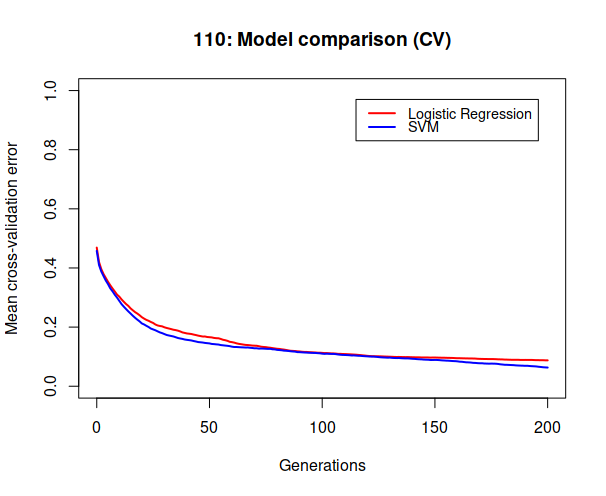 110: Model comparison (CV)
Mean cross-validation error
1.0
0.8
0.6
0.4
0.2
0.0
Logistic Regression
SVM
0 50 100 150 200
Generations